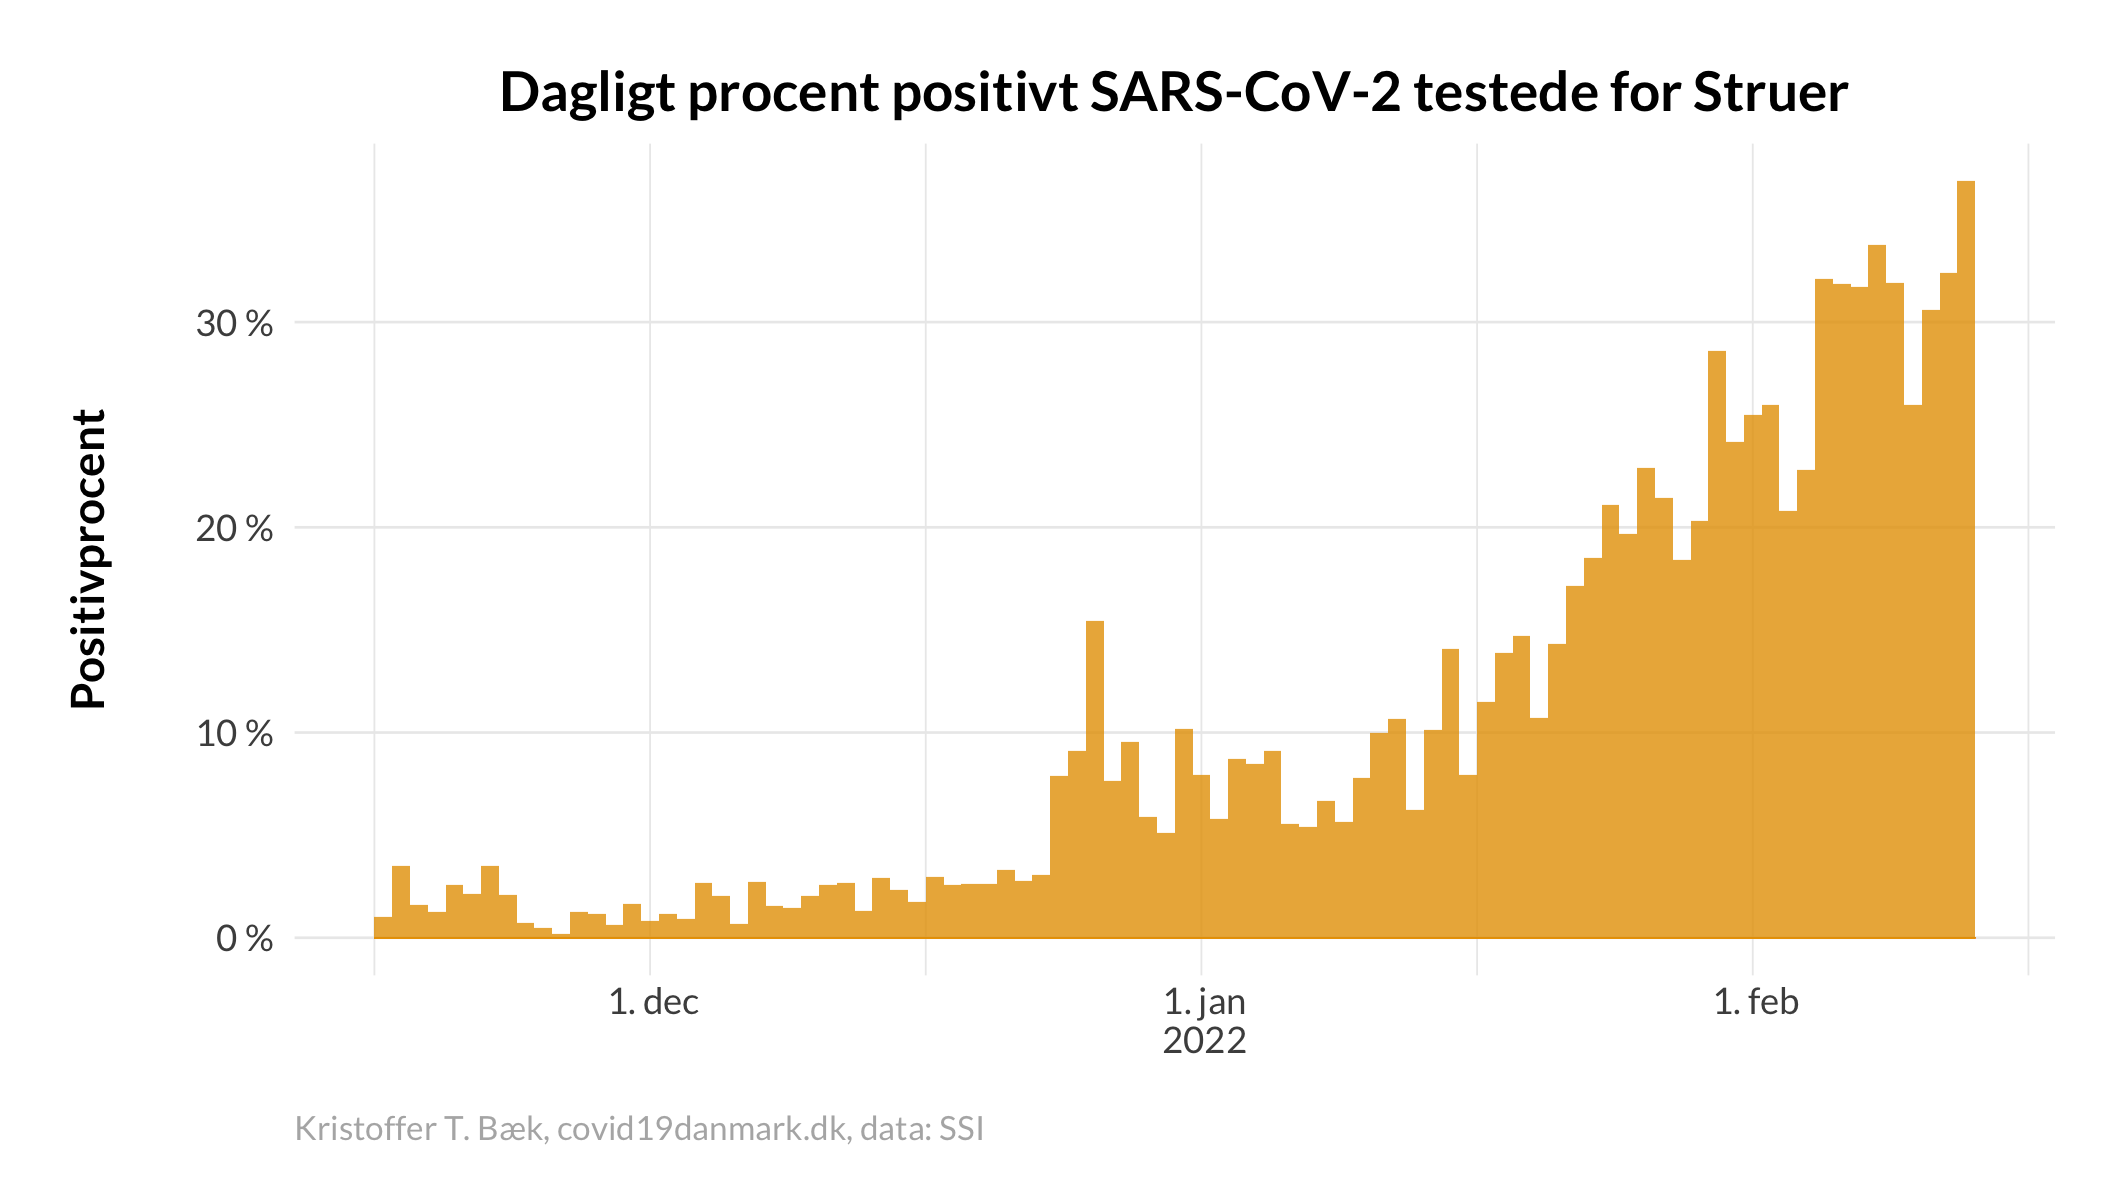 Dagligt procent positivt SARS-CoV-2 testede for Struer
Positivprocent
30 %
20 %
10 %
0 %
1. dec
1. jan
2022
1. feb
Kristoffer T. Bæk, covid19danmark.dk, data: SSI